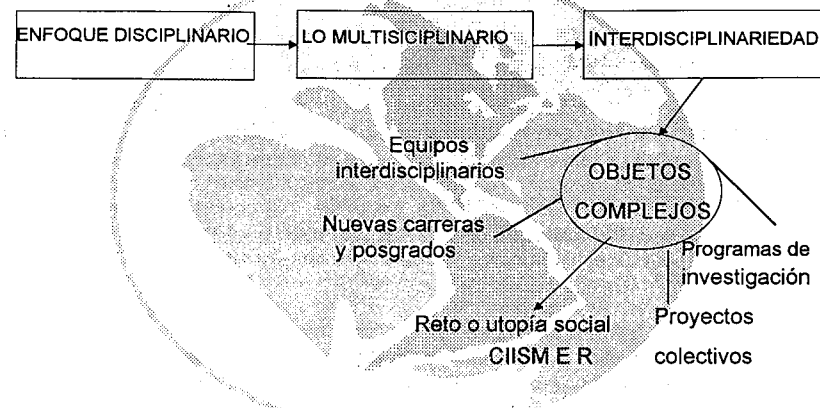 ENFOQUE DISCIPLINARIO
LO MULTISICIPLINARIO
INTERDISCIPLINARIEDAD
Equipos
interdisciplinarios
OBJETOS
COMPLEJOS
Nuevas carreras
y posgrados
Programas de
investigación
Reto o utopía social
CIISM E R
Proyectos
colectivos